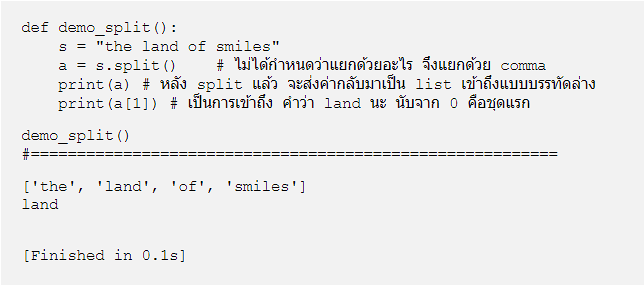 def demo_split():
    s = "the land of smiles"
    a = s.split()    # ไม่ได้กำหนดว่าแยกด้วยอะไร จึงแยกด้วย comma
    print(a) # หลัง split แล้ว จะส่งค่ากลับมาเป็น list เข้าถึงแบบบรรทัดล่าง
    print(a[1]) # เป็นการเข้าถึง คำว่า land นะ นับจาก 0 คือชุดแรก
demo_split()
#=========================================================
['the', 'land', 'of', 'smiles']
land
[Finished in 0.1s]